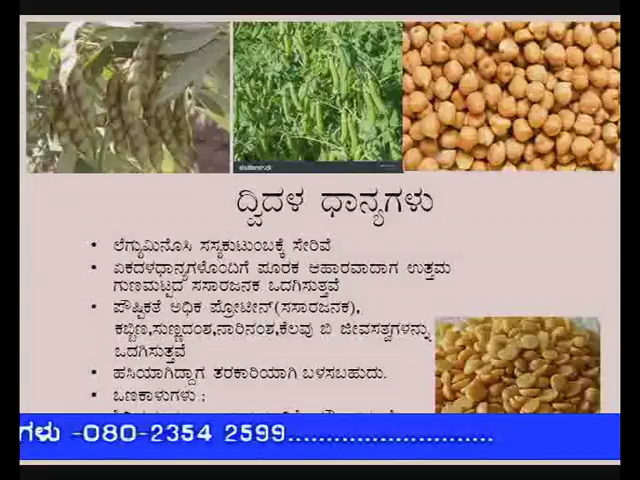 ದ್ವಿದಳ ಧಾನ್ಯಗಳು
• ಲೆಗ್ಯುಮಿನೊಸಿ ಸಸ್ಯಕುಟುಂಬಕ್ಕೆ ಸೇರಿವೆ
• ಏಕದಳಧಾನ್ಯಗಳೊಂದಿಗೆ ಪೂರಕ ಆಹಾರವಾದಾಗ ಉತ್ತಮ
ಗುಣಮಟ್ಟದ ಸಸಾರಜನಕ ಒದಗಿಸುತ್ತವೆ
• ಪೌಷ್ಟಿಕತೆ ಅಧಿಕ ಪ್ರೋಟೀನ್(ಸಸಾರಜನಕ),
ಕಬ್ಬಿಣ,ಸುಣ್ಣದಂಶ,ನಾರಿನಂಶ,ಕೆಲವು ಬಿ ಜೀವಸತ್ವಗಳನ್ನು
ಒದಗಿಸುತ್ತವೆ
• ಹಸಿಯಾಗಿದ್ದಾಗ ತರಕಾರಿಯಾಗಿ ಬಳಸಬಹುದು.
• ಒಣಕಾಳುಗಳು :
ಗಳು -080-2354 2599..........................